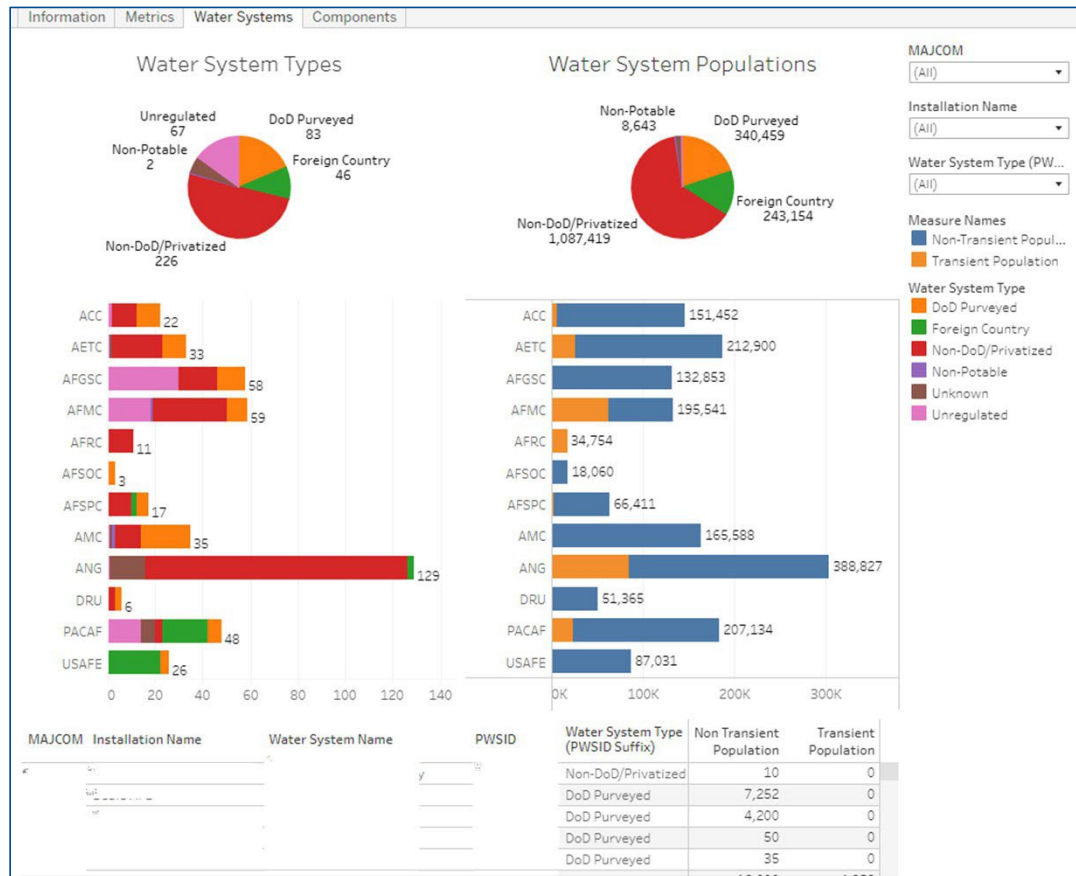 Information Metrics Water Systems Components
Water System Types
Unregulated
67
DoD Purveyed
83
Non-Potable
2
Foreign Country
46
Non-DoD/Privatized
226
Water System Populations
Non-Potable
8,643
DoD Purveyed
340,459
Foreign Country
243,154
Non-DoD/Privatized
1,087,419
MAJCOM
(All)
Installation Name
(All)
Water System Type (PW...
(All)
Measure Names
Non-Transient Popul...
Transient Population
Water System Type
DoD Purveyed
Foreign Country
Non-DoD/Privatized
Non-Potable
Unknown
Unregulated
ACC 22
AETC 33
AFGSC 58
AFMC 59
AFRC 11
AFSOC 3
AFSPC 17
AMC 35
ANG 129
DRU 6
PACAF 48
USAFE 26
0 20 40 60 80 100 120 140
ACC 151,452
AETC 212,900
AFGSC 132,853
AFMC 195,541
AFRC 34,754
AFSOC 18,060
AFSPC 66,411
AMC 165,588
ANG 388,827
DRU 51,365
PACAF 207,134
USAFE 87,031
0K 100K 200K 300K
MAJCOM Installation Name Water System Name PWSID Water System Type Non Transient Transient
(PWSID Suffix) Population Population
Non-DoD/Privatized 10 0
DoD Purveyed 7,252 0
DoD Purveyed 4,200 0
DoD Purveyed 50 0
DoD Purveyed 35 0